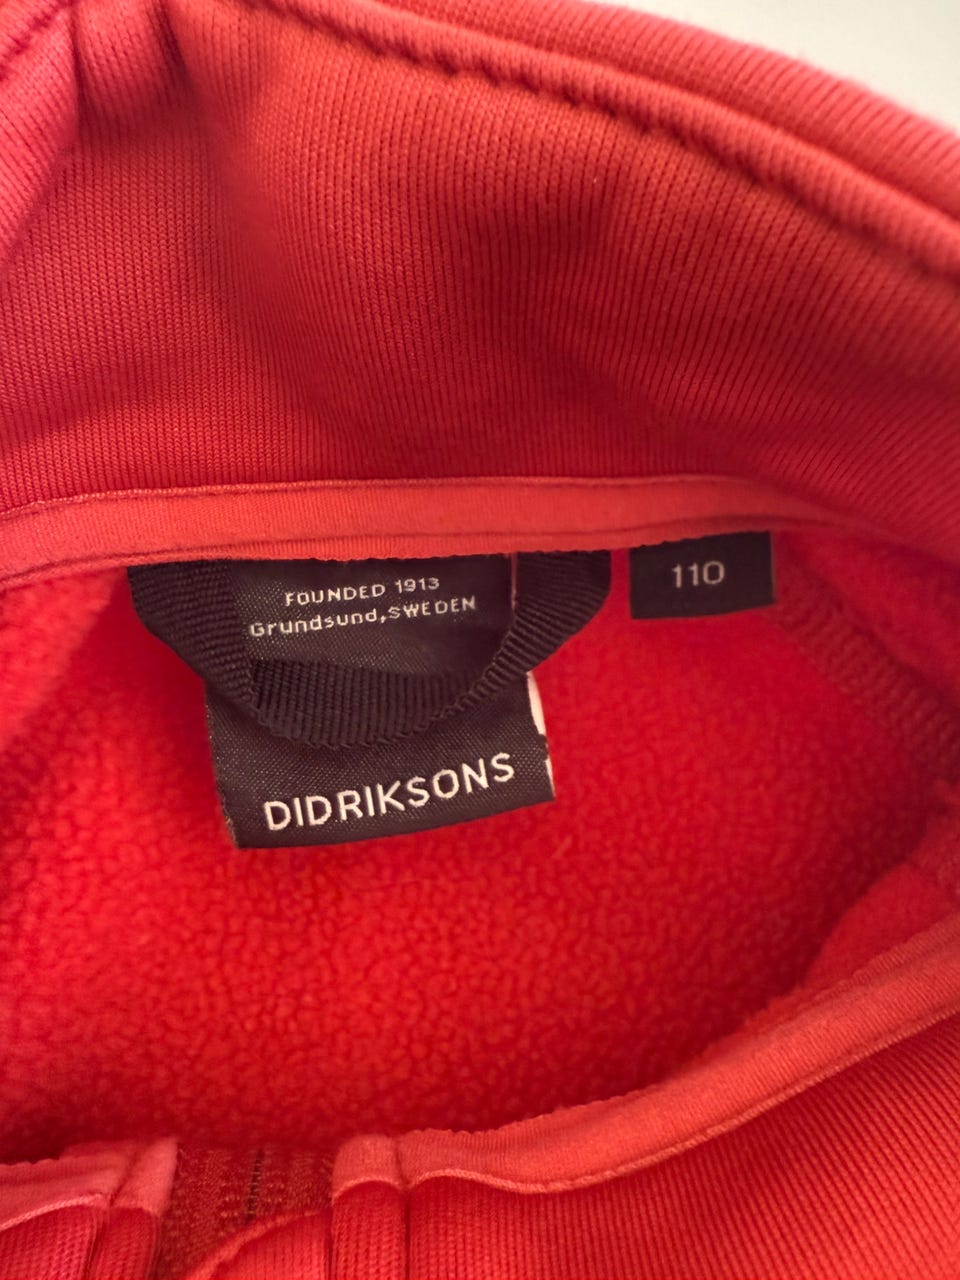 FOUNDED 1913
Grundsund,SWEDEN
110
DIDRIKSONS